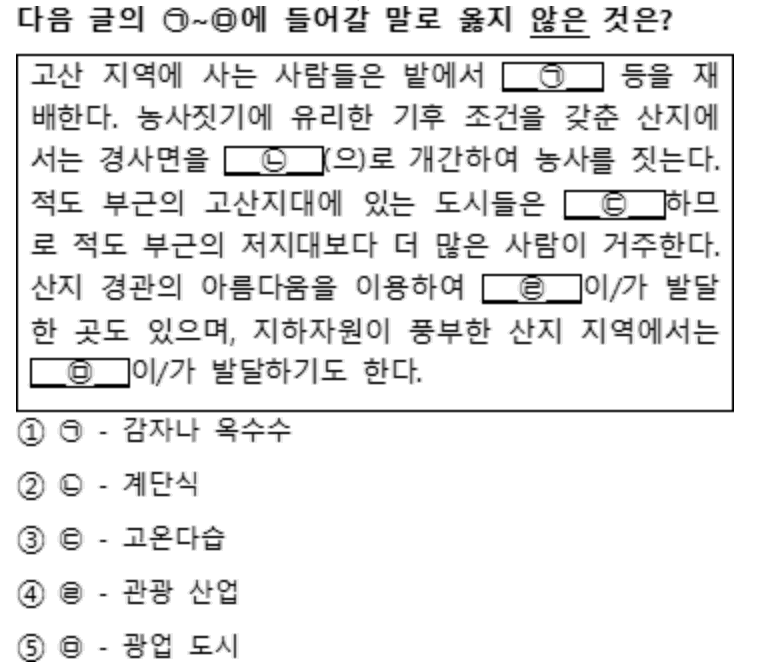 다음 글의 ㉠~㉤에 들어갈 말로 옳지 않은 것은?
고산 지역에 사는 사람들은 밭에서 ㉠ 등을 재
배한다. 농사짓기에 유리한 기후 조건을 갖춘 산지에
서는 경사면을 ㉡ (으)로 개간하여 농사를 짓는다.
적도 부근의 고산지대에 있는 도시들은 ㉢ 하므
로 적도 부근의 저지대보다 더 많은 사람이 거주한다.
산지 경관의 아름다움을 이용하여 ㉣ 이/가 발달
한 곳도 있으며, 지하자원이 풍부한 산지 지역에서는
㉤ 이/가 발달하기도 한다.
① ㉠ - 감자나 옥수수
② ㉡ - 계단식
③ ㉢ - 고온다습
④ ㉣ - 관광 산업
⑤ ㉤ - 광업 도시